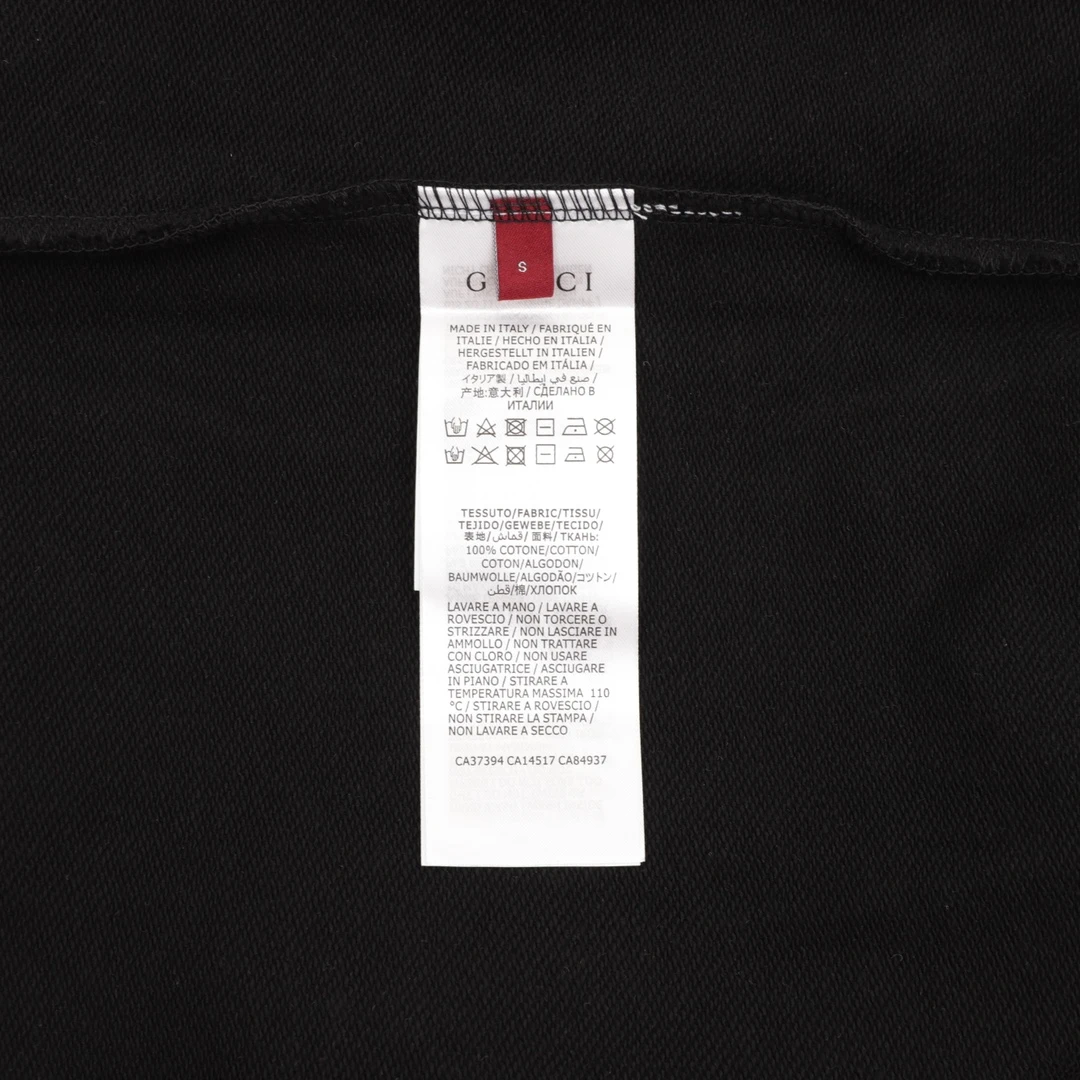 S
G CI
MADE IN ITALY / FABRIQUÉ EN
ITALIE / HECHO EN ITALIA /
HERGESTELLT IN ITALIEN /
FABRICADO EM ITÁLIA /
イタリア製 / صنع في إيطاليا /
产地:意大利 / СДЕЛАНО В
ИТАЛИИ
TESSUTO/FABRIC/TISSU/
TEJIDO/GEWEBE/TECIDO/
表地/قماش/ 面料/ ТКАНЬ:
100% COTONE/COTTON/
COTON/ALGODON/
BAUMWOLLE/ALGODÃO/コットン/
قطن/棉/ХЛОПОК
LAVARE A MANO / LAVARE A
ROVESCIO / NON TORCERE O
STRIZZARE / NON LASCIARE IN
AMMOLLO / NON TRATTARE
CON CLORO / NON USARE
ASCIUGATRICE / ASCIUGARE
IN PIANO / STIRARE A
TEMPERATURA MASSIMA 110
°C / STIRARE A ROVESCIO /
NON STIRARE LA STAMPA /
NON LAVARE A SECCO
CA37394 CA14517 CA84937